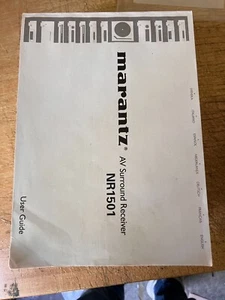 marantz®
AV Surround Receiver
NR1501
User Guide